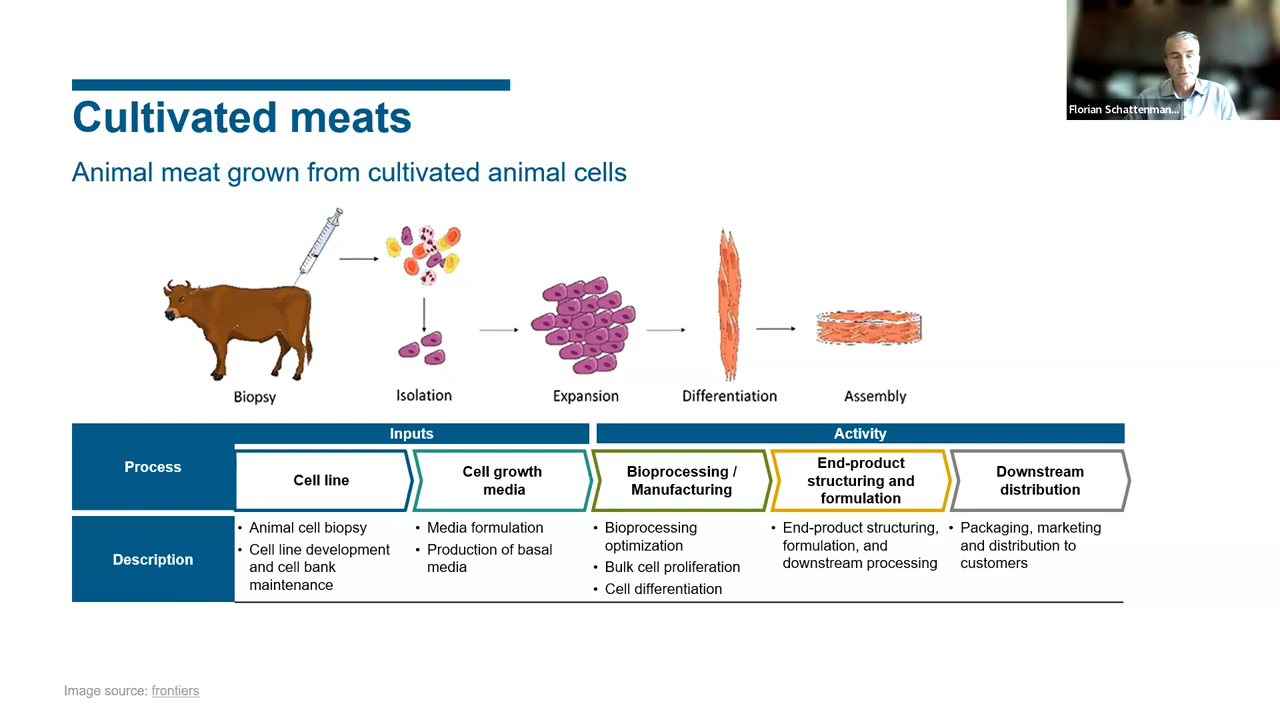 Florian Schattenman...
Cultivated meats
Animal meat grown from cultivated animal cells
Biopsy
Isolation
Expansion
Differentiation
Assembly
Process
Inputs
Activity
Cell line
Cell growth
media
Bioprocessing /
Manufacturing
End-product
structuring and
formulation
Downstream
distribution
Description
• Animal cell biopsy
• Cell line development
and cell bank
maintenance
• Media formulation
• Production of basal
media
• Bioprocessing
optimization
• Bulk cell proliferation
• Cell differentiation
• End-product structuring,
formulation, and
downstream processing
• Packaging, marketing
and distribution to
customers
Image source: frontiers